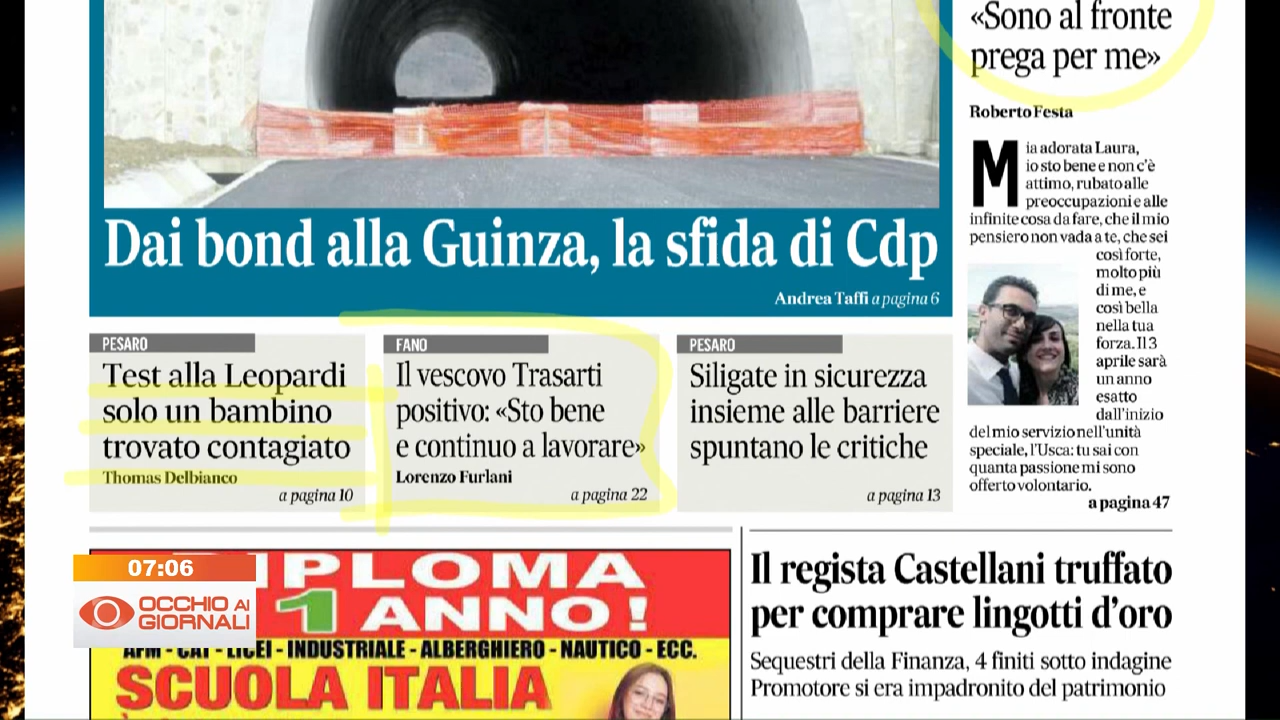 «Sono al fronte
prega per me»
Roberto Festa
Mia adorata Laura,
io sto bene e non c'è
attimo, rubato alle
preoccupazioni e alle
infinite cosa da fare, che il mio
pensiero non vada a te, che sei
così forte,
molto più
di me, e
così bella
nella tua
forza. Il 3
aprile sarà
un anno
esatto
dall'inizio
del mio servizio nell'unità
speciale, l'Usca: tu sai con
quanta passione mi sono
offerto volontario.
a pagina 47
Dai bond alla Guinza, la sfida di Cdp
Andrea Taffi a pagina 6
PESARO
Test alla Leopardi
solo un bambino
trovato contagiato
Thomas Delbianco
a pagina 10
FANO
Il vescovo Trasarti
positivo: «Sto bene
e continuo a lavorare»
Lorenzo Furlani
a pagina 22
PESARO
Siligate in sicurezza
insieme alle barriere
spuntano le critiche
a pagina 13
IPLOMA
1 ANNO!
AFM - CAT - LICEI - INDUSTRIALE - ALBERGHIERO - NAUTICO - ECC.
SCUOLA ITALIA
07:06
OCCHIO AI
GIORNALI
Il regista Castellani truffato
per comprare lingotti d'oro
Sequestri della Finanza, 4 finiti sotto indagine
Promotore si era impadronito del patrimonio